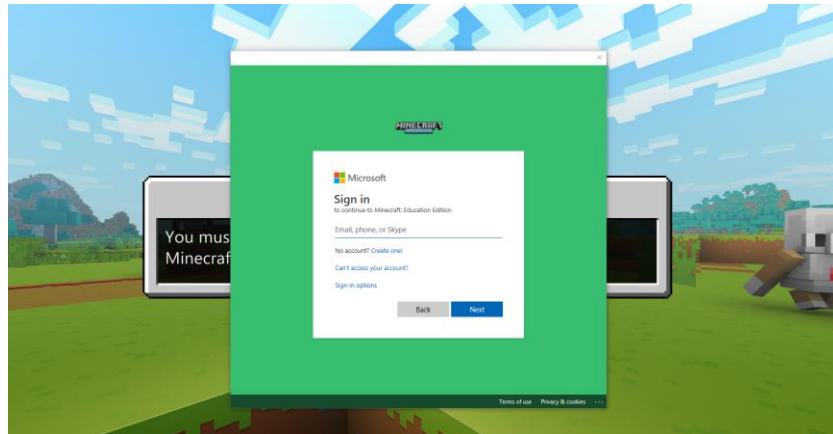 MINECRAFT
Microsoft
Sign in
to continue to Minecraft: Education Edition
Email, phone, or Skype
No account? Create one!
Can't access your account?
Sign-in options
Back Next
You mus
Minecraf
Terms of use Privacy & cookies ...